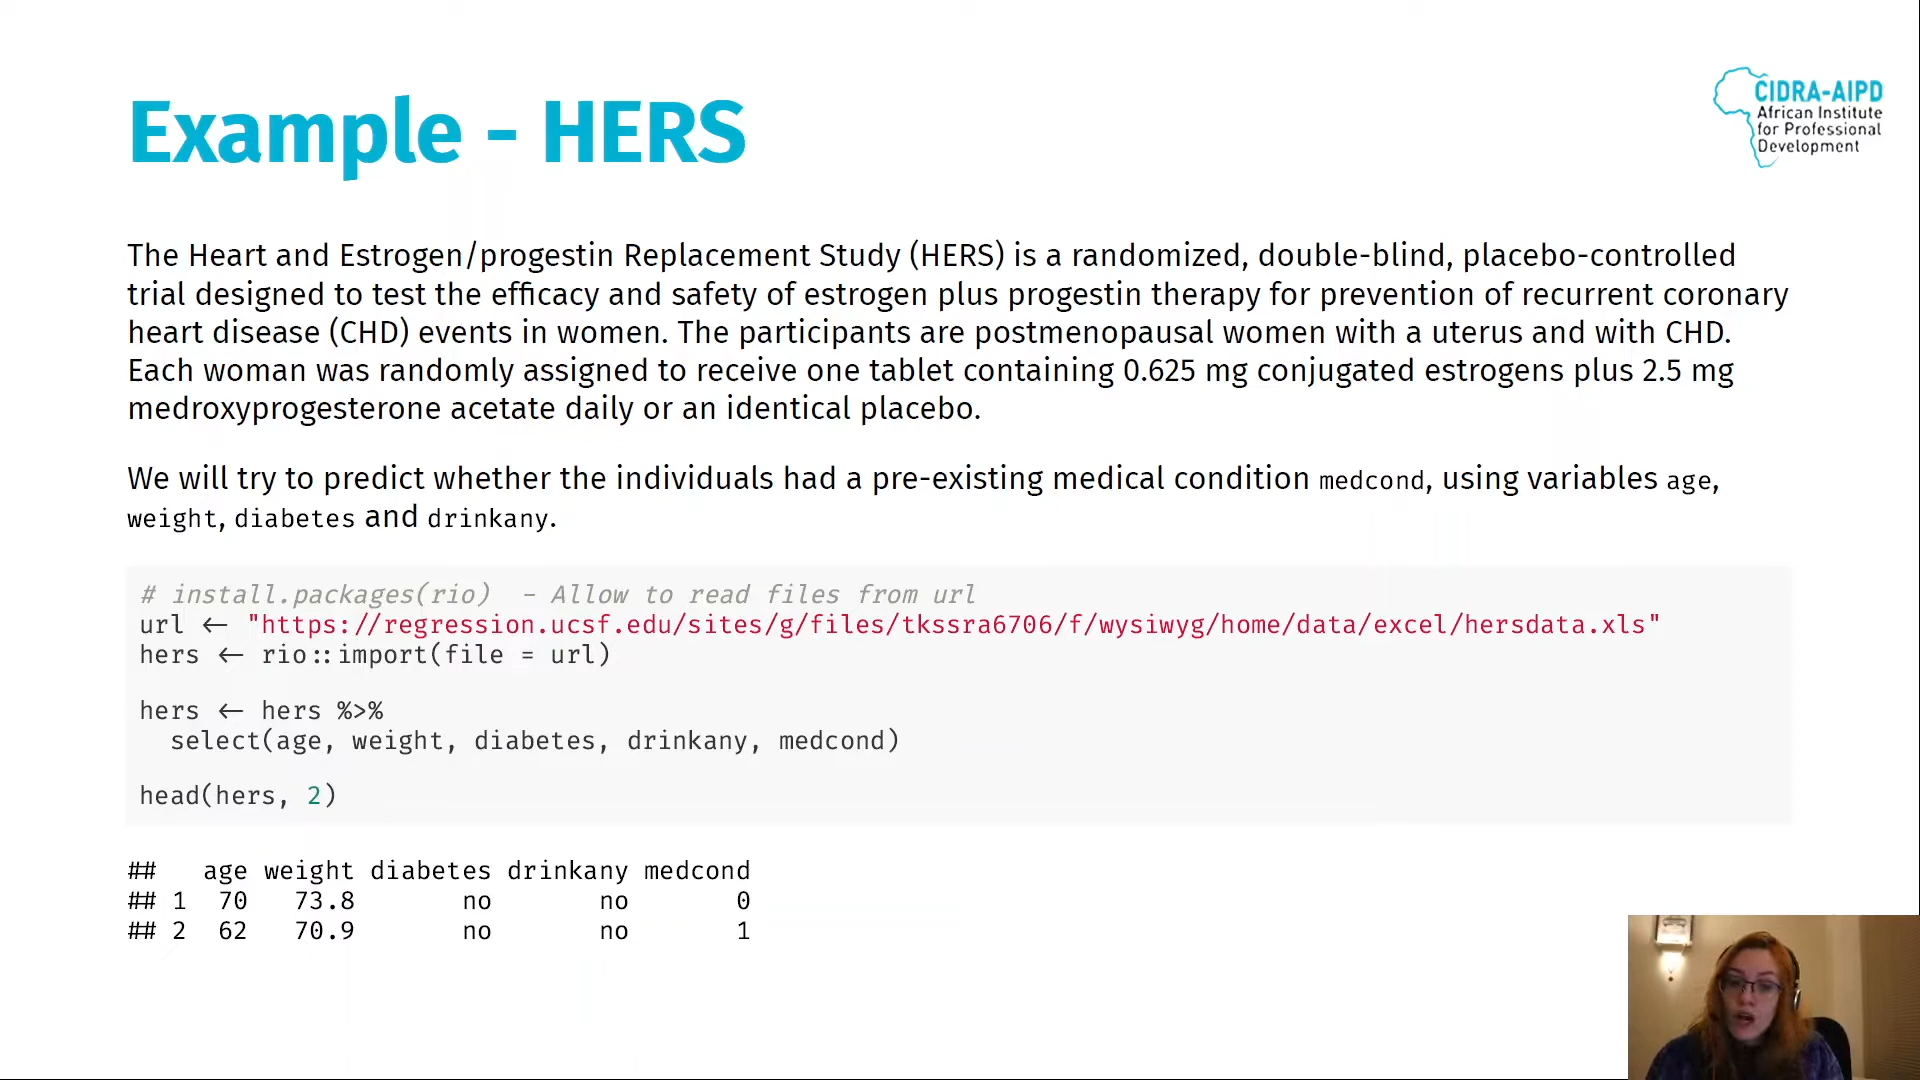 Example - HERS
CIDRA-AIPD
African Institute
for Professional
Development
The Heart and Estrogen/progestin Replacement Study (HERS) is a randomized, double-blind, placebo-controlled
trial designed to test the efficacy and safety of estrogen plus progestin therapy for prevention of recurrent coronary
heart disease (CHD) events in women. The participants are postmenopausal women with a uterus and with CHD.
Each woman was randomly assigned to receive one tablet containing 0.625 mg conjugated estrogens plus 2.5 mg
medroxyprogesterone acetate daily or an identical placebo.
We will try to predict whether the individuals had a pre-existing medical condition medcond, using variables age,
weight, diabetes and drinkany.
# install.packages(rio)  - Allow to read files from url
url <- "https://regression.ucsf.edu/sites/g/files/tkssra6706/f/wysiwyg/home/data/excel/hersdata.xls"
hers <- rio::import(file = url)
hers <- hers %>%
  select(age, weight, diabetes, drinkany, medcond)
head(hers, 2)
##   age weight diabetes drinkany medcond
## 1  70   73.8       no       no       0
## 2  62   70.9       no       no       1